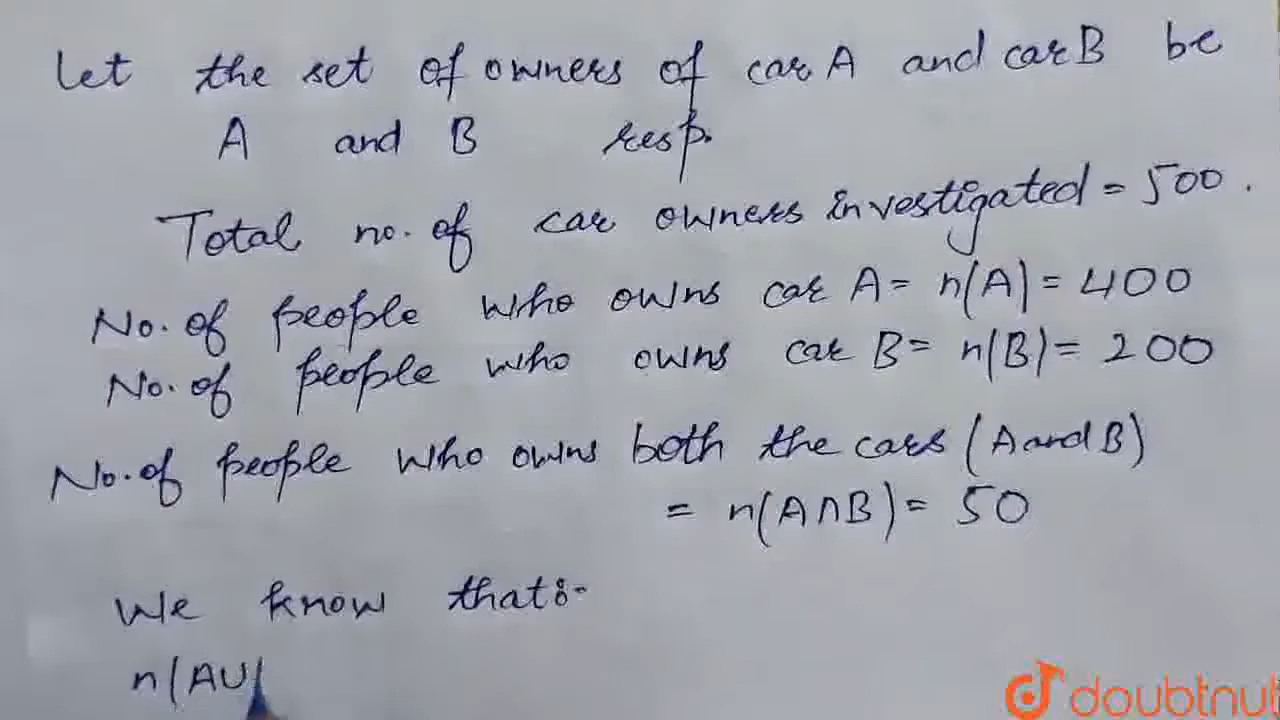 Let the set of owners of car A and car B be
A and B resp.
Total no. of car owners investigated = 500.
No. of people who owns car A = n(A) = 400
No. of people who owns car B = n(B) = 200
No. of people who owns both the cars (A and B)
= n(A∩B) = 50
We know that:-
n(AU
doubtnut